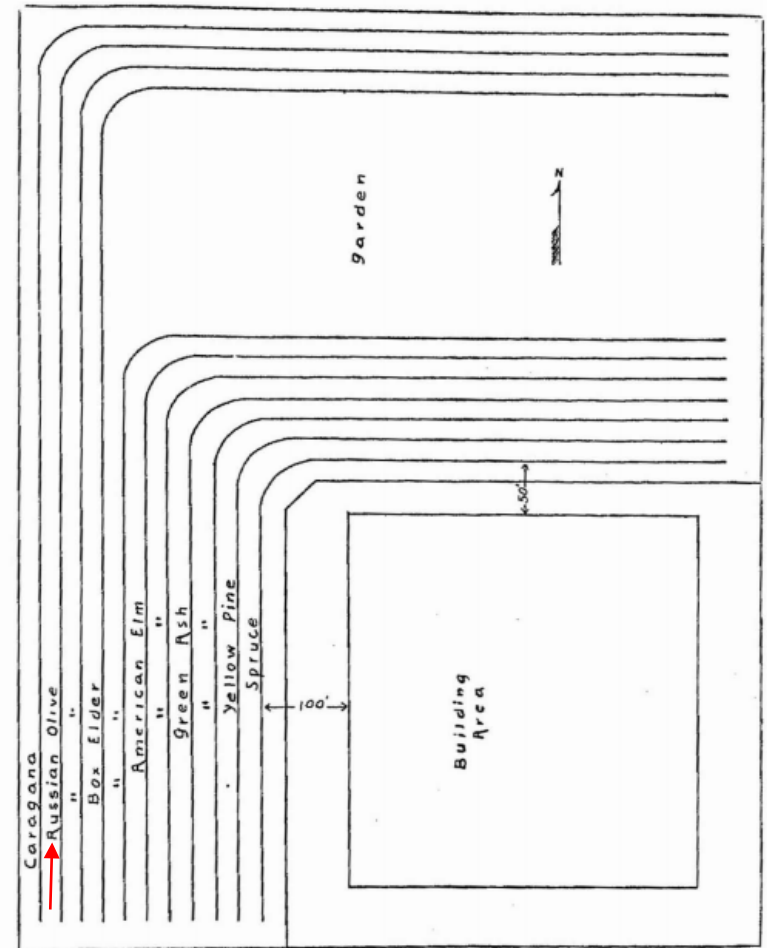 N
garden
50'
Caragana
Russian Olive
" "
Box Elder
" "
American Elm
" "
Green Ash
" "
Yellow Pine
Spruce
100'
Building
Area